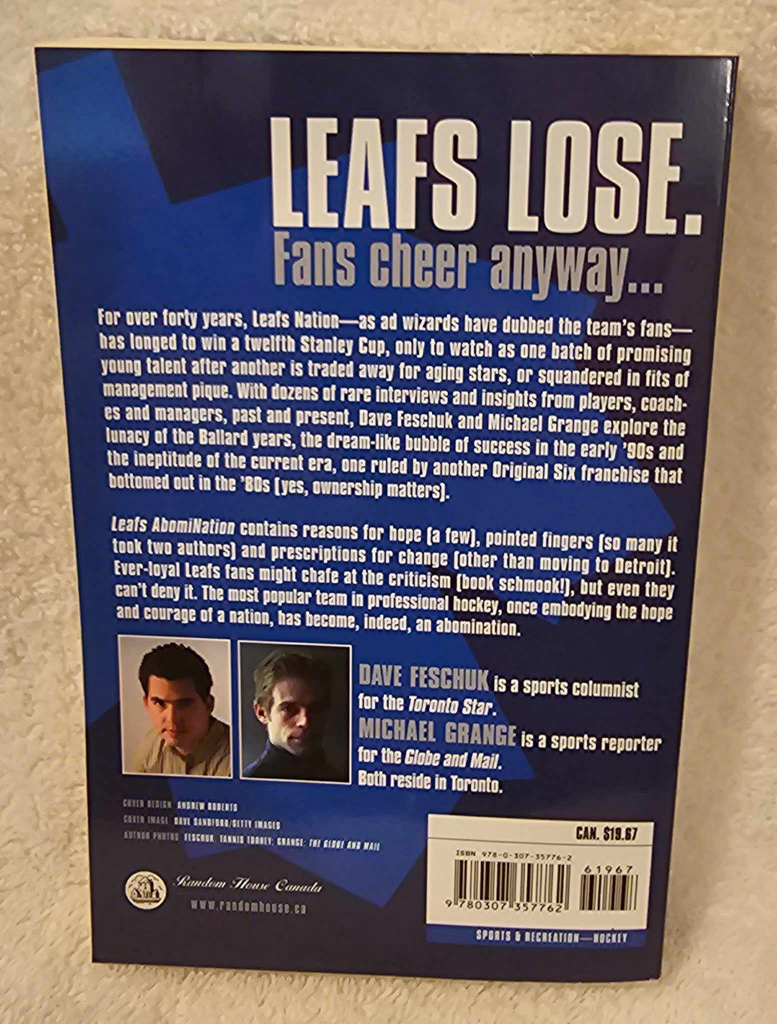 LEAFS LOSE.
Fans cheer anyway...
For over forty years, Leafs Nation—as ad wizards have dubbed the team's fans—
has longed to win a twelfth Stanley Cup, only to watch as one batch of promising
young talent after another is traded away for aging stars, or squandered in fits of
management pique. With dozens of rare interviews and insights from players, coach-
es and managers, past and present, Dave Feschuk and Michael Grange explore the
lunacy of the Ballard years, the dream-like bubble of success in the early '90s and
the ineptitude of the current era, one ruled by another Original Six franchise that
bottomed out in the '80s (yes, ownership matters).
Leafs AbomiNation contains reasons for hope (a few), pointed fingers (so many it
took two authors) and prescriptions for change (other than moving to Detroit).
Ever-loyal Leafs fans might chafe at the criticism (book schmook!), but even they
can't deny it. The most popular team in professional hockey, once embodying the hope
and courage of a nation, has become, indeed, an abomination.
DAVE FESCHUK is a sports columnist
for the Toronto Star.
MICHAEL GRANGE is a sports reporter
for the Globe and Mail.
Both reside in Toronto.
COVER DESIGN: ANDREW ROBERTS
COVER IMAGE: DAVE SANDFORD/GETTY IMAGES
AUTHOR PHOTOS: FESCHUK: TANNIS TOOHEY; GRANGE: THE GLOBE AND MAIL
Random House Canada
www.randomhouse.ca
CAN. $19.67
ISBN 978-0-307-35776-2
61967
9 780307 357762
SPORTS & RECREATION—HOCKEY